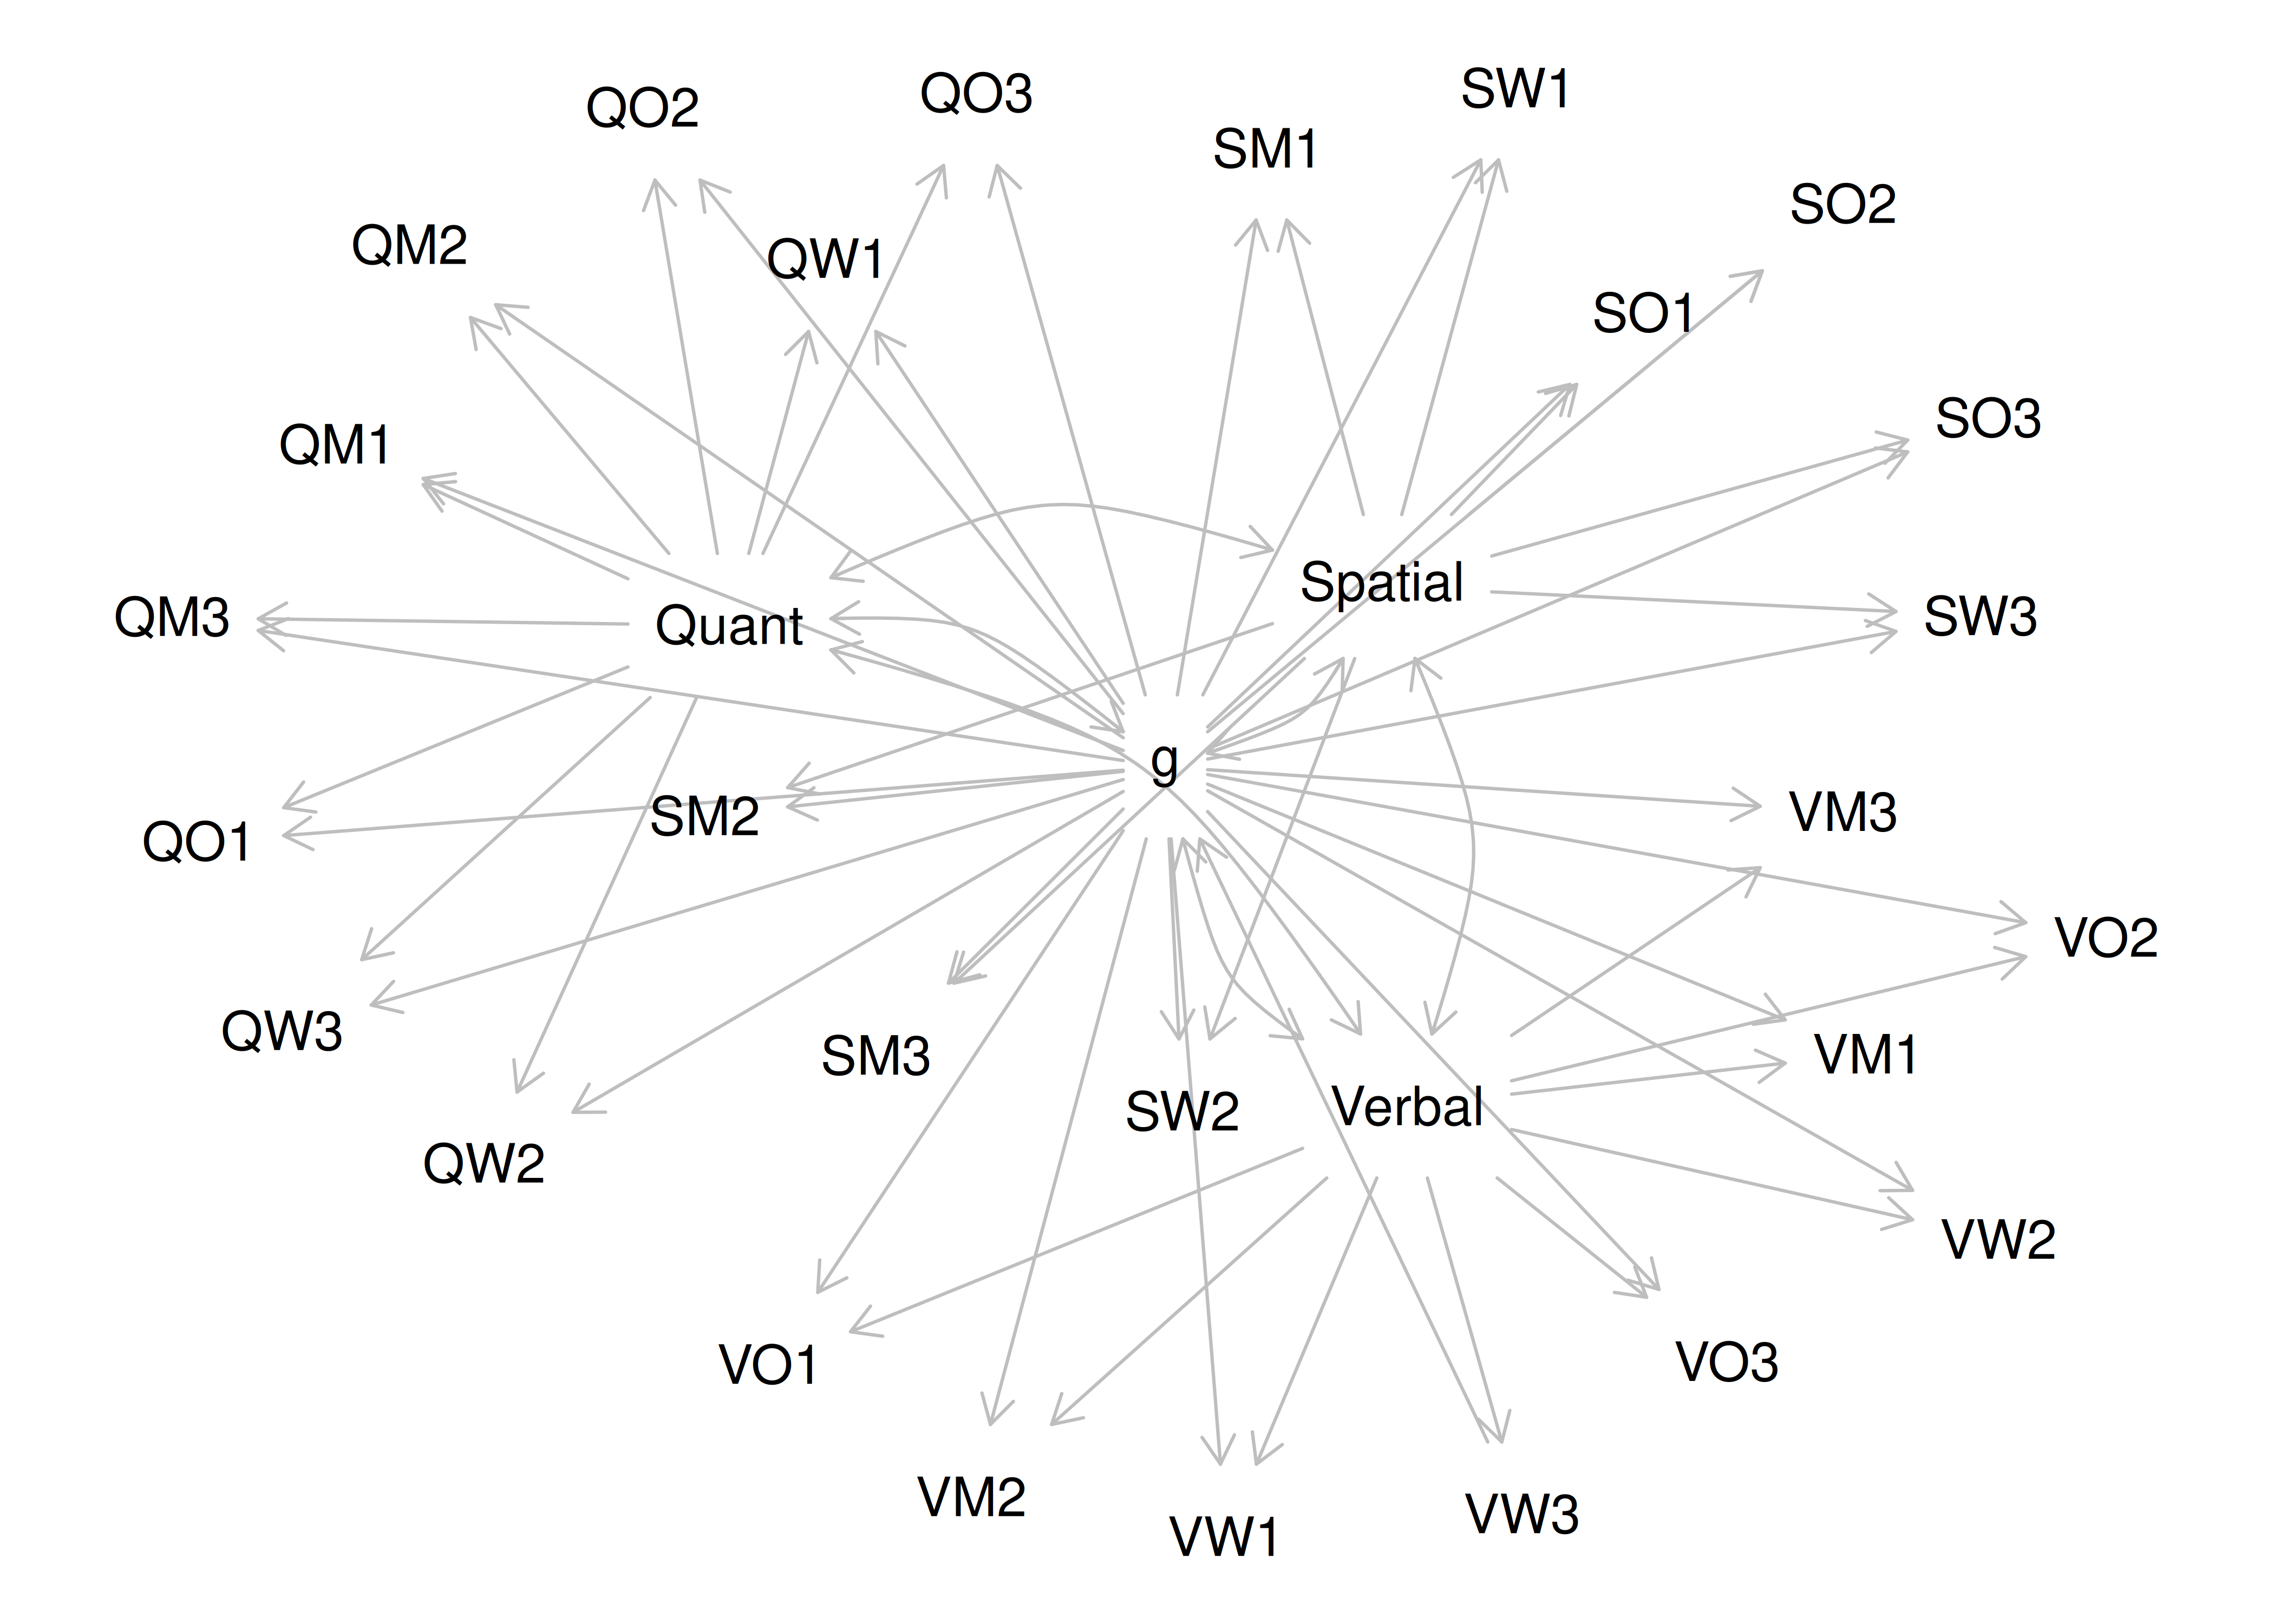 SW1
QO3
QO2
SM1
SO2
QM2
QW1
SO1
SO3
QM1
Spatial
SW3
QM3
Quant
g
VM3
SM2
QO1
VO2
QW3
SM3
VM1
Verbal
SW2
QW2
VW2
VO3
VO1
VM2
VW3
VW1